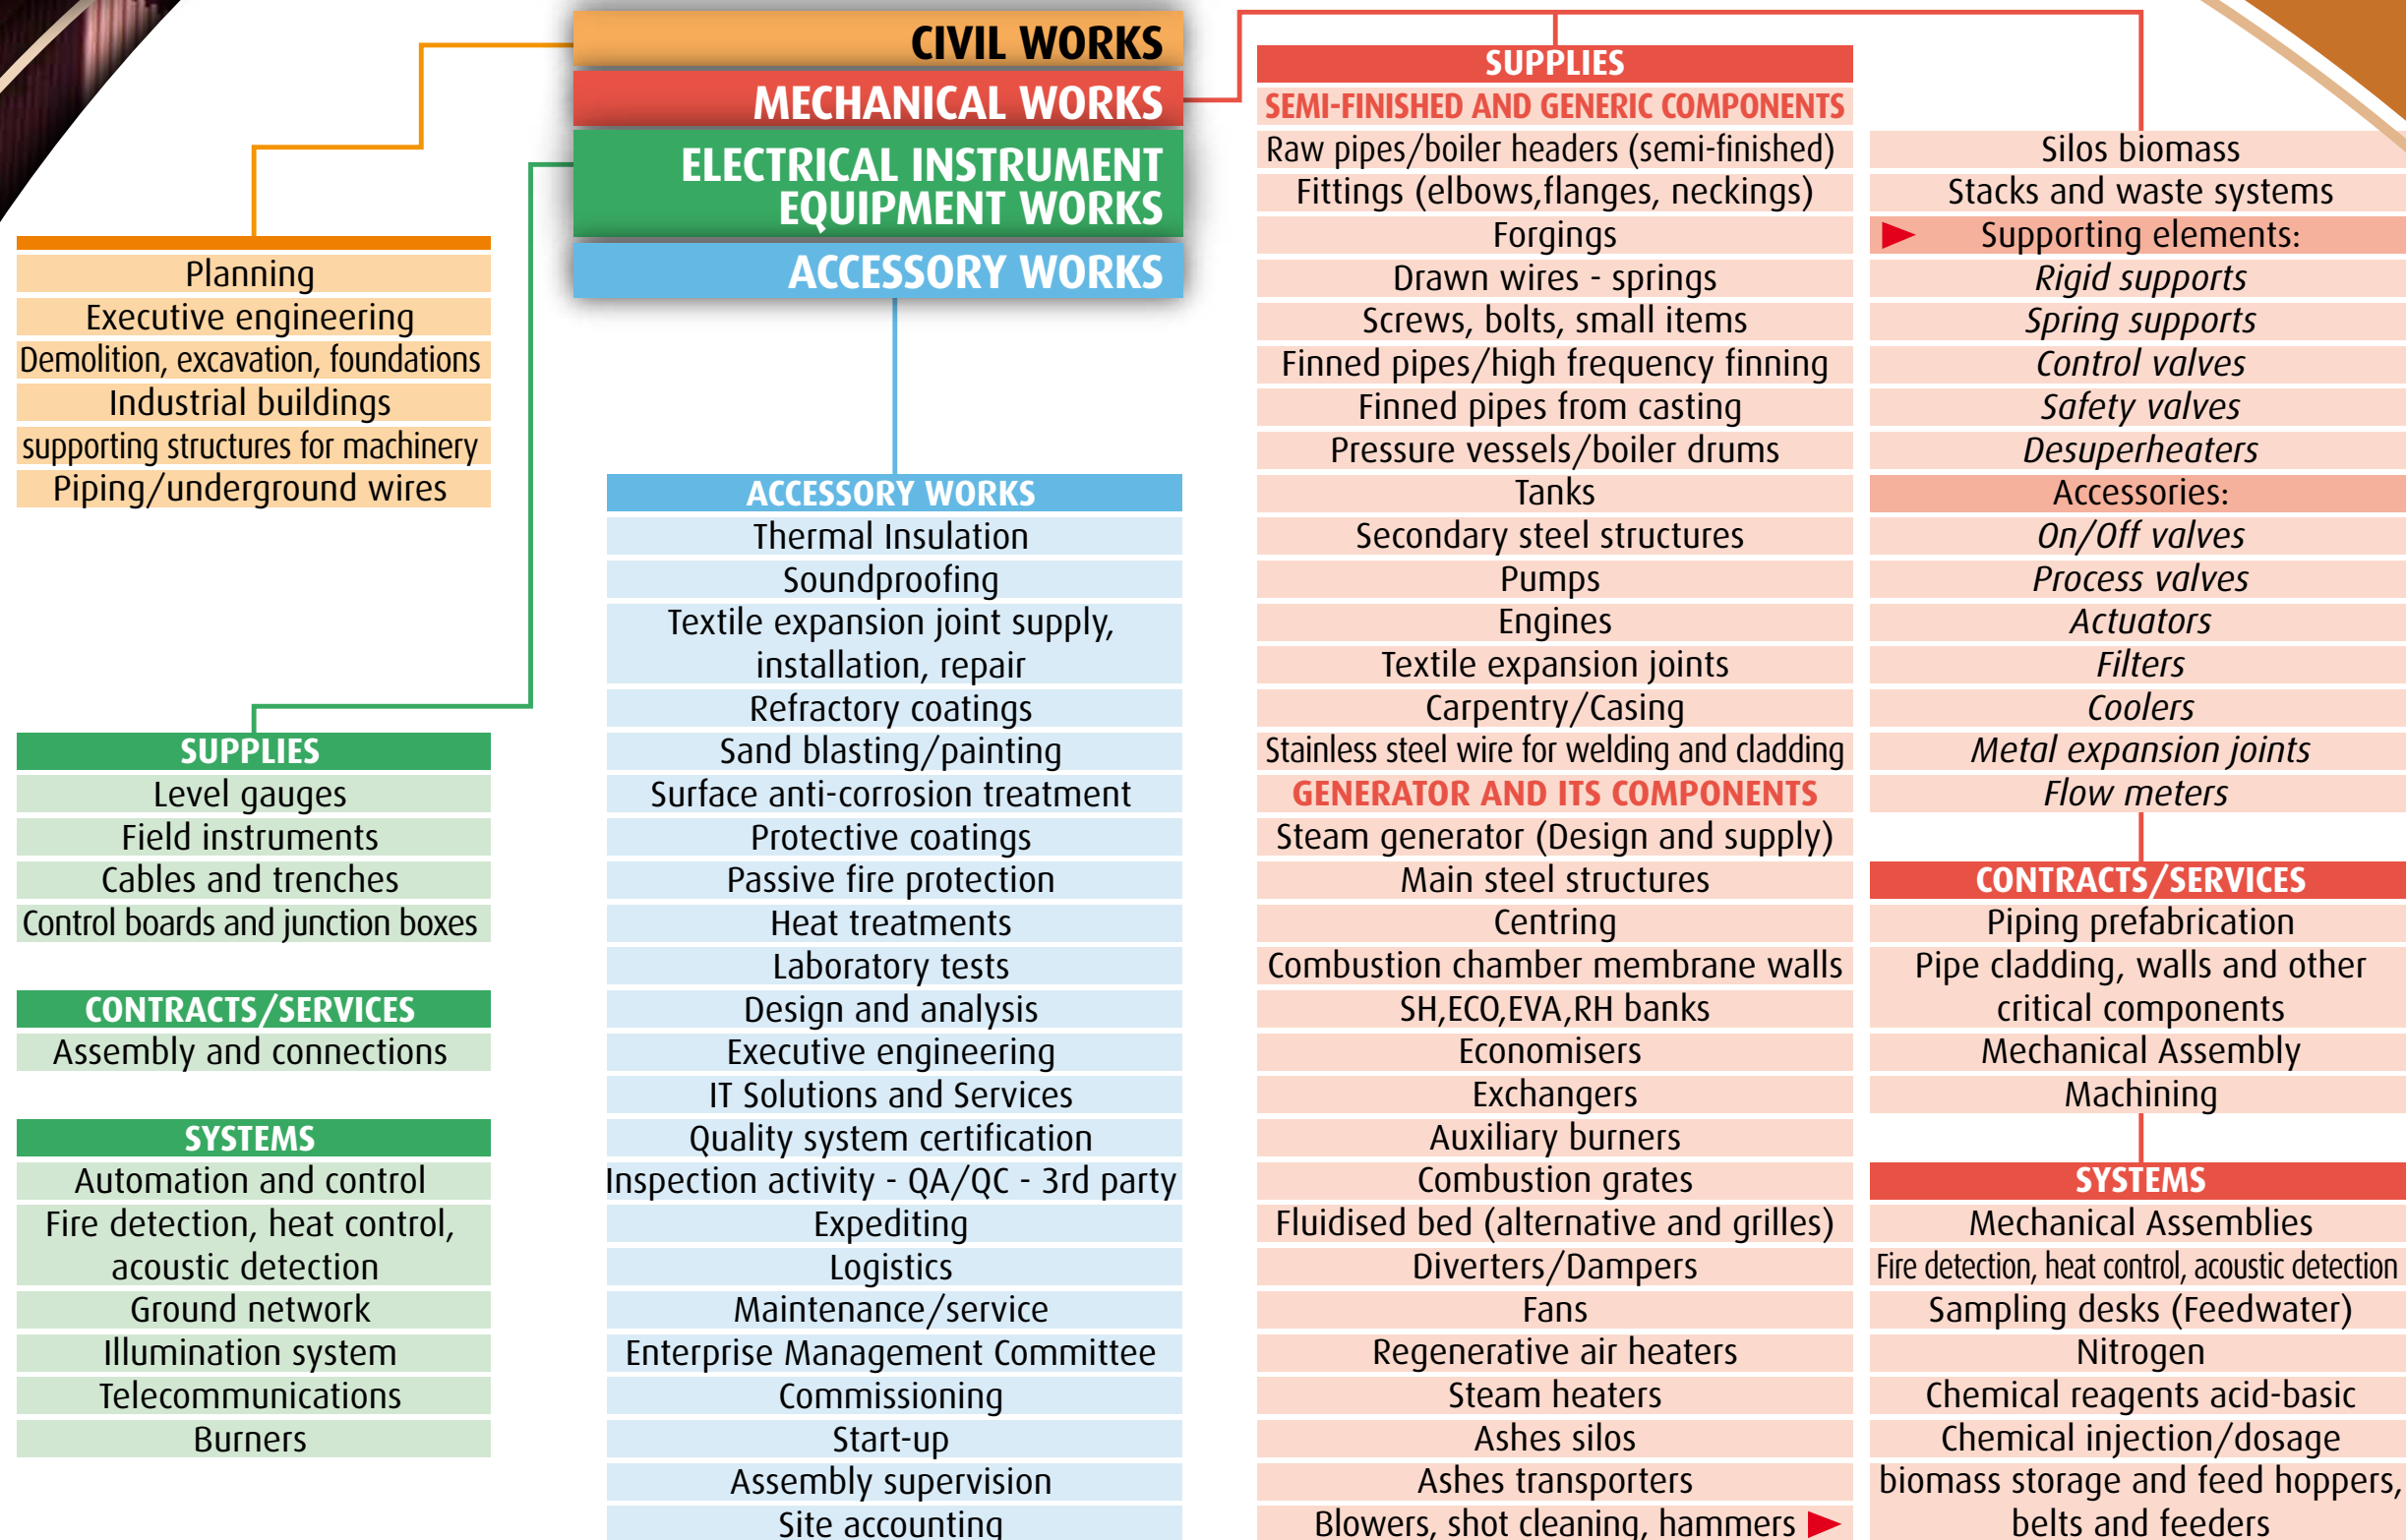 CIVIL WORKS
MECHANICAL WORKS
ELECTRICAL INSTRUMENT
EQUIPMENT WORKS
ACCESSORY WORKS
Planning
Executive engineering
Demolition, excavation, foundations
Industrial buildings
supporting structures for machinery
Piping/underground wires
SUPPLIES
Level gauges
Field instruments
Cables and trenches
Control boards and junction boxes
CONTRACTS/SERVICES
Assembly and connections
SYSTEMS
Automation and control
Fire detection, heat control,
acoustic detection
Ground network
Illumination system
Telecommunications
Burners
ACCESSORY WORKS
Thermal Insulation
Soundproofing
Textile expansion joint supply,
installation, repair
Refractory coatings
Sand blasting/painting
Surface anti-corrosion treatment
Protective coatings
Passive fire protection
Heat treatments
Laboratory tests
Design and analysis
Executive engineering
IT Solutions and Services
Quality system certification
Inspection activity - QA/QC - 3rd party
Expediting
Logistics
Maintenance/service
Enterprise Management Committee
Commissioning
Start-up
Assembly supervision
Site accounting
SUPPLIES
SEMI-FINISHED AND GENERIC COMPONENTS
Raw pipes/boiler headers (semi-finished)
Fittings (elbows,flanges, neckings)
Forgings
Drawn wires - springs
Screws, bolts, small items
Finned pipes/high frequency finning
Finned pipes from casting
Pressure vessels/boiler drums
Tanks
Secondary steel structures
Pumps
Engines
Textile expansion joints
Carpentry/Casing
Stainless steel wire for welding and cladding
GENERATOR AND ITS COMPONENTS
Steam generator (Design and supply)
Main steel structures
Centring
Combustion chamber membrane walls
SH,ECO,EVA,RH banks
Economisers
Exchangers
Auxiliary burners
Combustion grates
Fluidised bed (alternative and grilles)
Diverters/Dampers
Fans
Regenerative air heaters
Steam heaters
Ashes silos
Ashes transporters
Blowers, shot cleaning, hammers
Silos biomass
Stacks and waste systems
Supporting elements:
Rigid supports
Spring supports
Control valves
Safety valves
Desuperheaters
Accessories:
On/Off valves
Process valves
Actuators
Filters
Coolers
Metal expansion joints
Flow meters
CONTRACTS/SERVICES
Piping prefabrication
Pipe cladding, walls and other
critical components
Mechanical Assembly
Machining
SYSTEMS
Mechanical Assemblies
Fire detection, heat control, acoustic detection
Sampling desks (Feedwater)
Nitrogen
Chemical reagents acid-basic
Chemical injection/dosage
biomass storage and feed hoppers,
belts and feeders